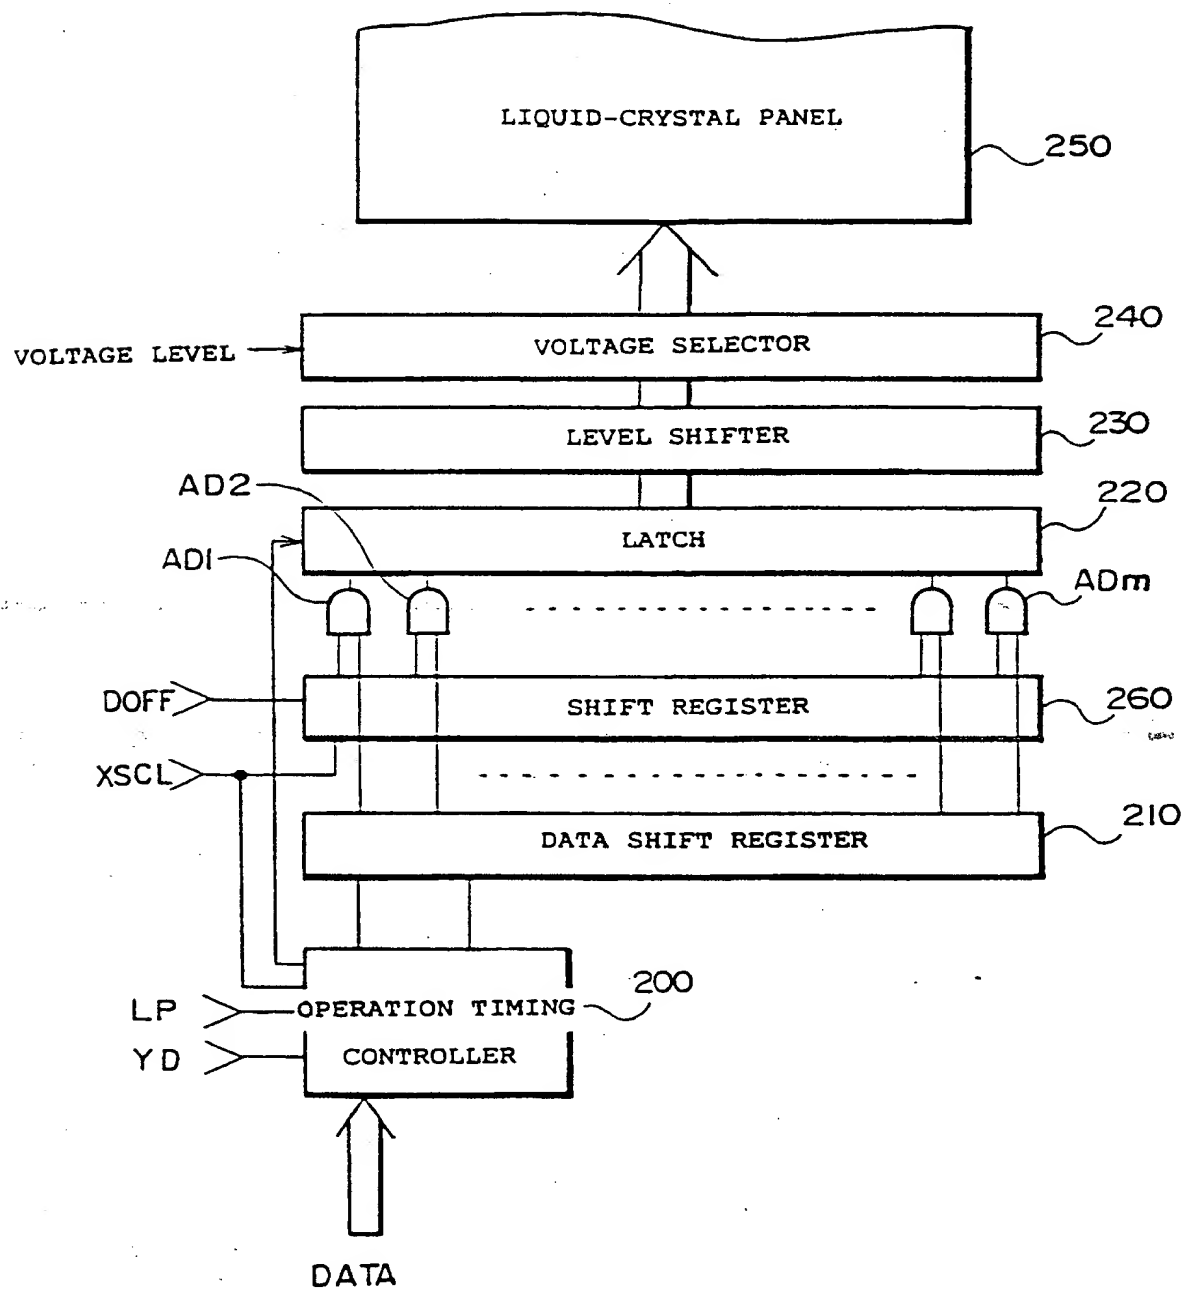 LIQUID-CRYSTAL PANEL
250
240
VOLTAGE LEVEL
VOLTAGE SELECTOR
230
LEVEL SHIFTER
AD2
220
LATCH
AD1
ADm
DOFF
SHIFT REGISTER
260
XSCL
210
DATA SHIFT REGISTER
200
LP
OPERATION TIMING
YD
CONTROLLER
DATA